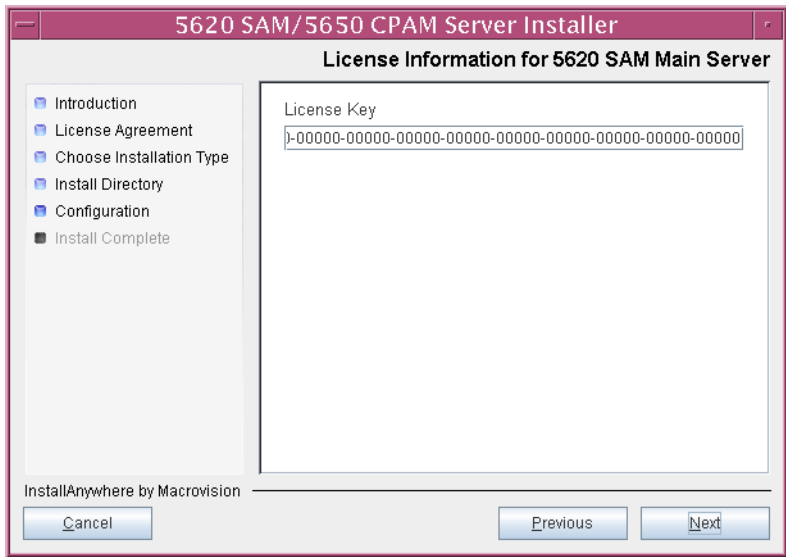 5620 SAM/5650 CPAM Server Installer
License Information for 5620 SAM Main Server
Introduction
License Agreement
Choose Installation Type
Install Directory
Configuration
Install Complete
License Key
)-00000-00000-00000-00000-00000-00000-00000-00000
InstallAnywhere by Macrovision
Cancel
Previous
Next